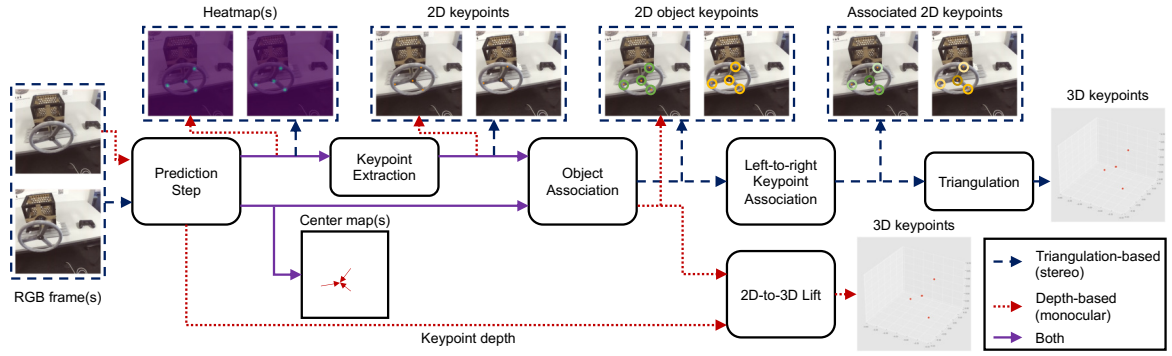 Heatmap(s)
2D keypoints
2D object keypoints
Associated 2D keypoints
3D keypoints
Prediction
Step
Keypoint
Extraction
Object
Association
Left-to-right
Keypoint
Association
Triangulation
Center map(s)
3D keypoints
RGB frame(s)
2D-to-3D Lift
Keypoint depth
Triangulation-based
(stereo)
Depth-based
(monocular)
Both